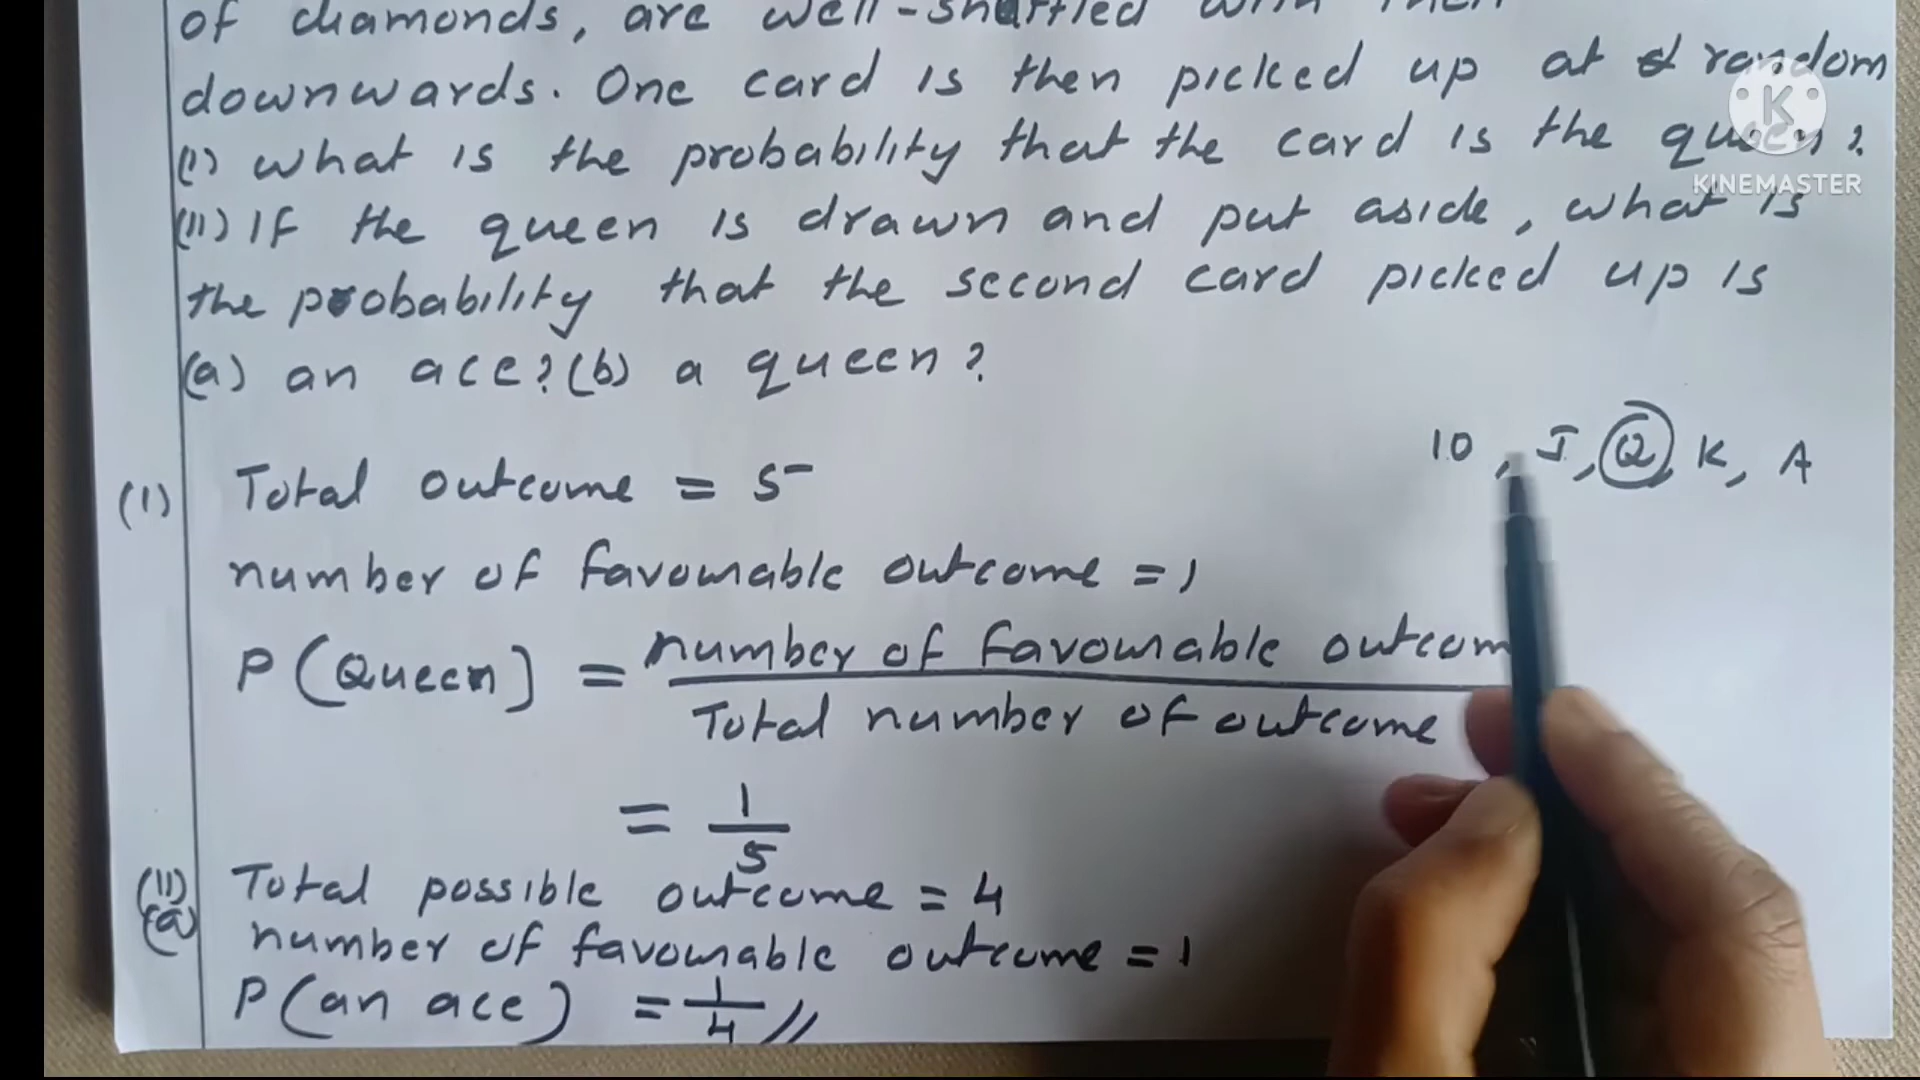 of diamonds, are well-shuffled with their
downwards. One card is then picked up at random
(i) what is the probability that the card is the queen?
(ii) If the queen is drawn and put aside, what is
the probability that the second card picked up is
(a) an ace? (b) a queen?
10, J, Q, K, A
(i) Total outcome = 5
number of favourable outcome = 1
P(Queen) = number of favourable outcom
Total number of outcome
= 1
5
(ii) Total possible outcome = 4
(a) number of favourable outcome = 1
P(an ace) = 1
4 //
K
KINEMASTER